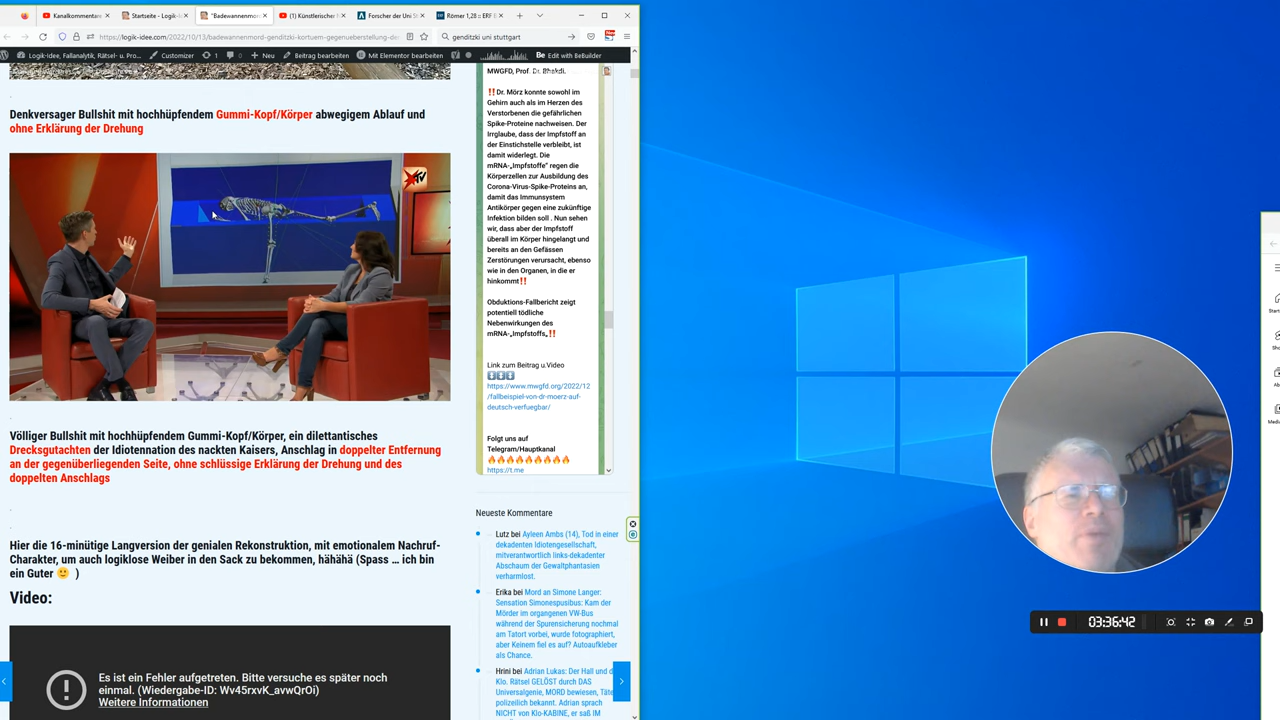 (1) Kanalkommentare
Startseite - Logik-
"Badewannenmord
(1) Künstlerischer
Forscher der Uni St
Römer 1,28 :: ERF
https://logik-idee.com/2022/10/13/badewannenmord-genditzki-kortuem-gegenueberstellung-de
genditzki uni stuttgart
Logik-idee, Fallanalytik, Rätsel- u. Pro...
Customizer
1
0
Neu
Beitrag bearbeiten
Mit Elementor bearbeiten
Edit with BeBuilder
Denkversager Bullshit mit hochhüpfendem Gummi-Kopf/Körper abwegigem Ablauf und
ohne Erklärung der Drehung
stern
TV
Völliger Bullshit mit hochhüpfendem Gummi-Kopf/Körper, ein dilettantisches
Drecksgutachten der Idiotennation des nackten Kaisers, Anschlag in doppelter Entfernung
an der gegenüberliegenden Seite, ohne schlüssige Erklärung der Drehung und des
doppelten Anschlags
Hier die 16-minütige Langversion der genialen Rekonstruktion, mit emotionalem Nachruf-
Charakter, um auch logiklose Weiber in den Sack zu bekommen, hähähä (Spass ... ich bin
ein Guter 🙂 )
Video:
Es ist ein Fehler aufgetreten. Bitte versuche es später noch
einmal. (Wiedergabe-ID: Wv45rxvK_avwQrOi)
Weitere Informationen
MWGFD, Prof. Dr. Bhakdi.
‼️Dr. Mörz konnte sowohl im
Gehirn auch als im Herzen des
Verstorbenen die gefährlichen
Spike-Proteine nachweisen. Der
Irrglaube, dass der Impfstoff an
der Einstichstelle verbleibt, ist
damit widerlegt. Die
mRNA-„Impfstoffe" regen die
Körperzellen zur Ausbildung des
Corona-Virus-Spike-Proteins an,
damit das Immunsystem
Antikörper gegen eine zukünftige
Infektion bilden soll . Nun sehen
wir, dass aber der Impfstoff
überall im Körper hingelangt und
bereits an den Gefässen
Zerstörungen verursacht, ebenso
wie in den Organen, in die er
hinkommt‼️
Obduktions-Fallbericht zeigt
potentiell tödliche
Nebenwirkungen des
mRNA-„Impfstoffs„‼️
Link zum Beitrag u.Video
⬇️⬇️⬇️
https://www.mwgfd.org/2022/12
/fallbeispiel-von-dr-moerz-auf-
deutsch-verfuegbar/
Folgt uns auf
Telegram/Hauptkanal
🔥🔥🔥🔥🔥🔥🔥🔥🔥
https://t.me
Neueste Kommentare
Lutz bei Ayleen Ambs (14), Tod in einer
dekadenten Idiotengesellschaft,
mitverantwortlich links-dekadenter
Abschaum der Gewaltphantasien
verharmlost.
Erika bei Mord an Simone Langer:
Sensation Simonespusibus: Kam der
Mörder im organgenen VW-Bus
während der Spurensicherung nochmal
am Tatort vorbei, wurde fotographiert,
aber Keinem fiel es auf? Autoaufkleber
als Chance.
Hrini bei Adrian Lukas: Der Hall und d
Klo. Rätsel GELÖST durch DAS
Universalgenie, MORD bewiesen, Täte
polizeilich bekannt. Adrian sprach
NICHT von Klo-KABINE, er saß IM
03:36:42
Start
Sho
Medi